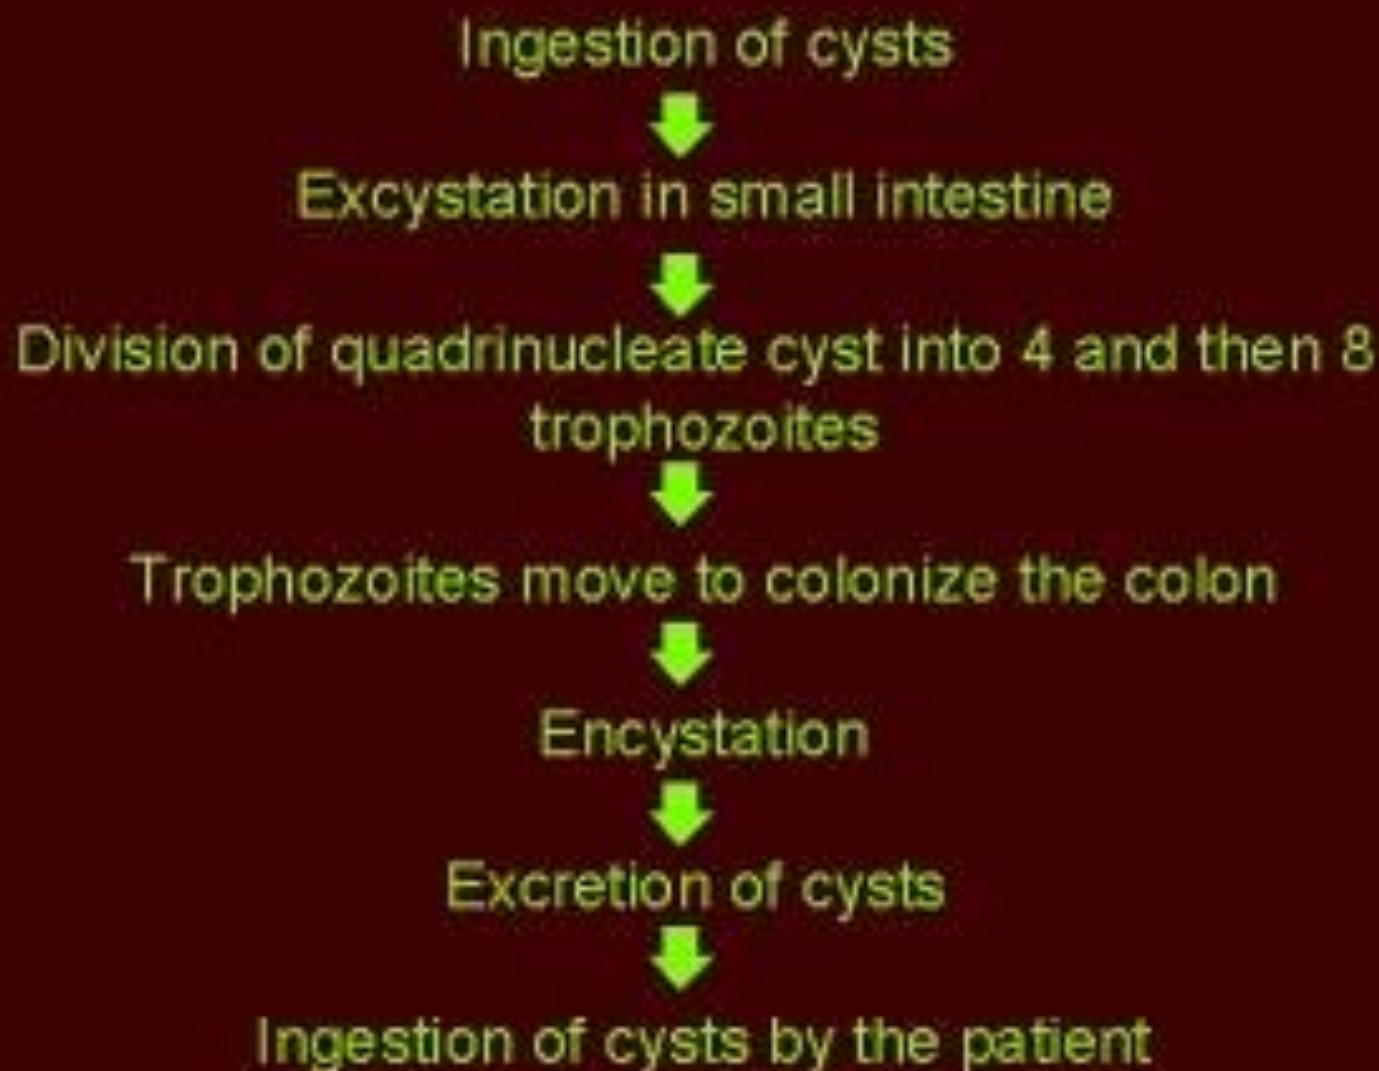 Ingestion of cysts
Excystation in small intestine
Division of quadrinucleate cyst into 4 and then 8
trophozoites
Trophozoites move to colonize the colon
Encystation
Excretion of cysts
Ingestion of cysts by the patient